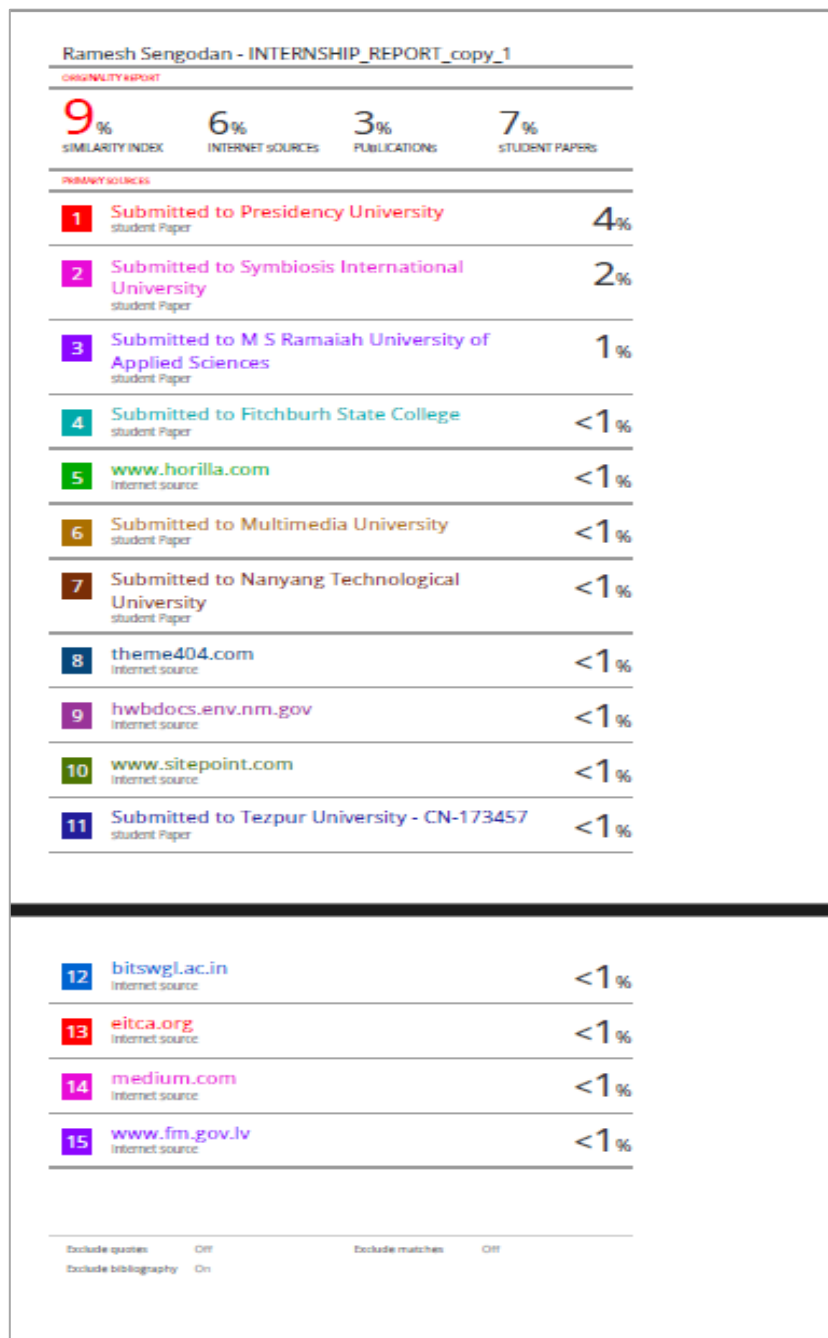 Ramesh Sengodan - INTERNSHIP_REPORT_copy_1
ORIGINALITY REPORT
9% 6% 3% 7%
sIMILARITY INDEX INTERNET sOURCEs PUBLICATIONs sTUDENT PAPERs
PRIMARY SOURCES
1 Submitted to Presidency University 4%
student Paper
2 Submitted to Symbiosis International 2%
University
student Paper
3 Submitted to M S Ramaiah University of 1%
Applied Sciences
student Paper
4 Submitted to Fitchburh State College <1%
student Paper
5 www.horilla.com <1%
Internet source
6 Submitted to Multimedia University <1%
student Paper
7 Submitted to Nanyang Technological <1%
University
student Paper
8 theme404.com <1%
Internet source
9 hwbdocs.env.nm.gov <1%
Internet source
10 www.sitepoint.com <1%
Internet source
11 Submitted to Tezpur University - CN-173457 <1%
student Paper
12 bitswgl.ac.in <1%
Internet source
13 eitca.org <1%
Internet source
14 medium.com <1%
Internet source
15 www.fm.gov.lv <1%
Internet source
Exclude quotes Off Exclude matches Off
Exclude bibliography On